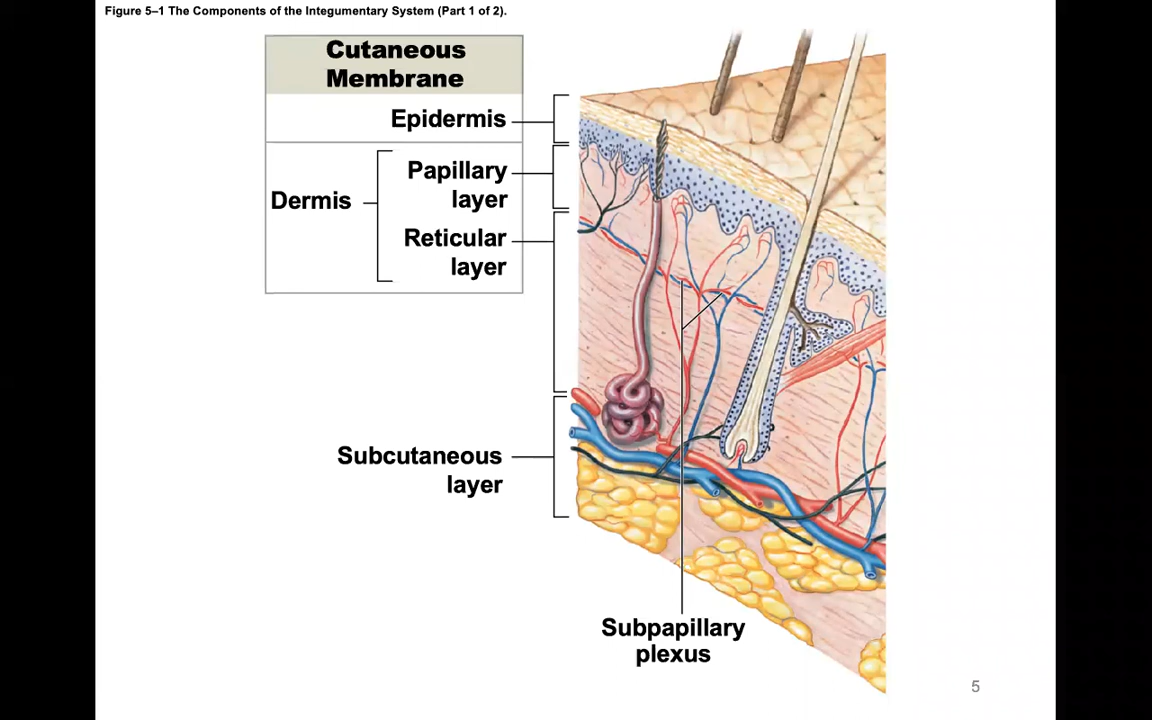 Figure 5–1 The Components of the Integumentary System (Part 1 of 2).
Cutaneous
Membrane
Epidermis
Dermis
Papillary
layer
Reticular
layer
Subcutaneous
layer
Subpapillary
plexus
5